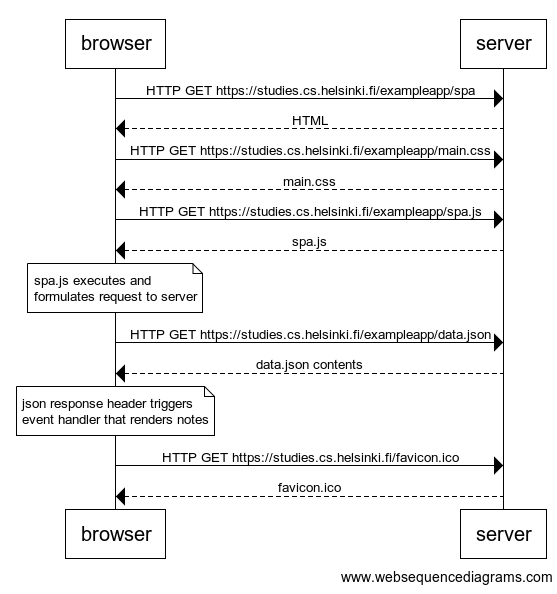 browser server
HTTP GET https://studies.cs.helsinki.fi/exampleapp/spa
HTML
HTTP GET https://studies.cs.helsinki.fi/exampleapp/main.css
main.css
HTTP GET https://studies.cs.helsinki.fi/exampleapp/spa.js
spa.js
spa.js executes and
formulates request to server
HTTP GET https://studies.cs.helsinki.fi/exampleapp/data.json
data.json contents
json response header triggers
event handler that renders notes
HTTP GET https://studies.cs.helsinki.fi/favicon.ico
favicon.ico
browser server
www.websequencediagrams.com